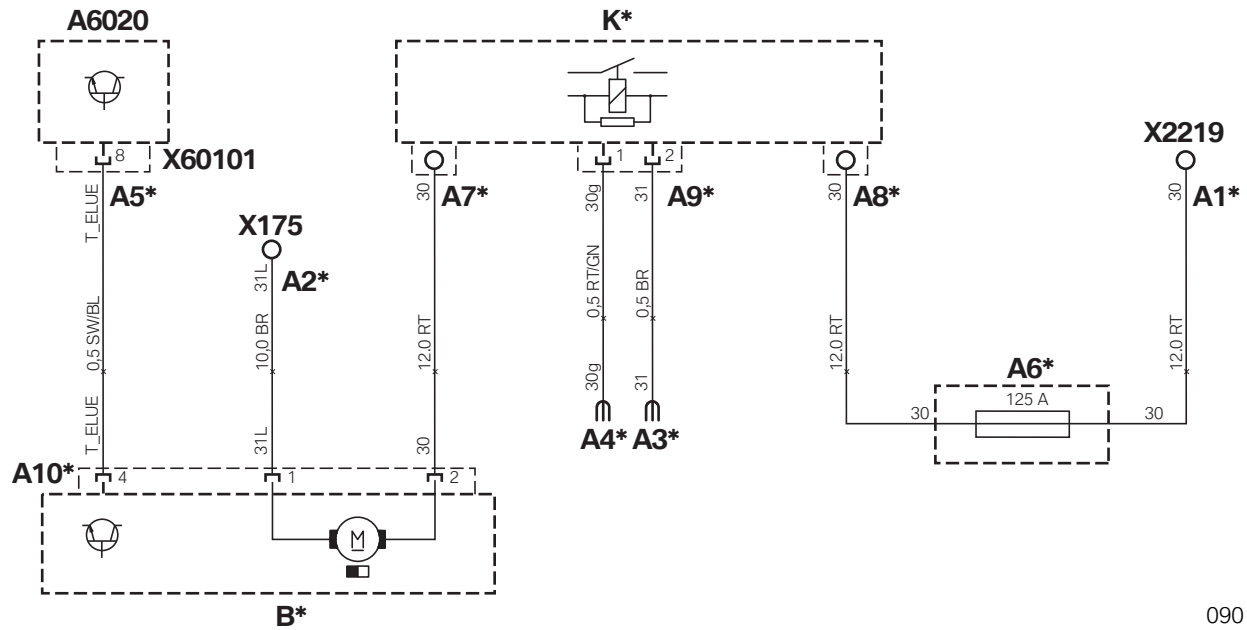 A6020
K*
8
X60101
1
2
X2219
A5*
30
A7*
30g
31
A9*
30
A8*
30
A1*
T_ELUE
X175
31L
A2*
0,5 SW/BL
10,0 BR
12.0 RT
0,5 RT/GN
0,5 BR
12.0 RT
12.0 RT
T_ELUE
31L
30
30g
31
A4*
A3*
A6*
125 A
30
30
A10*
4
1
2
M
B*
090